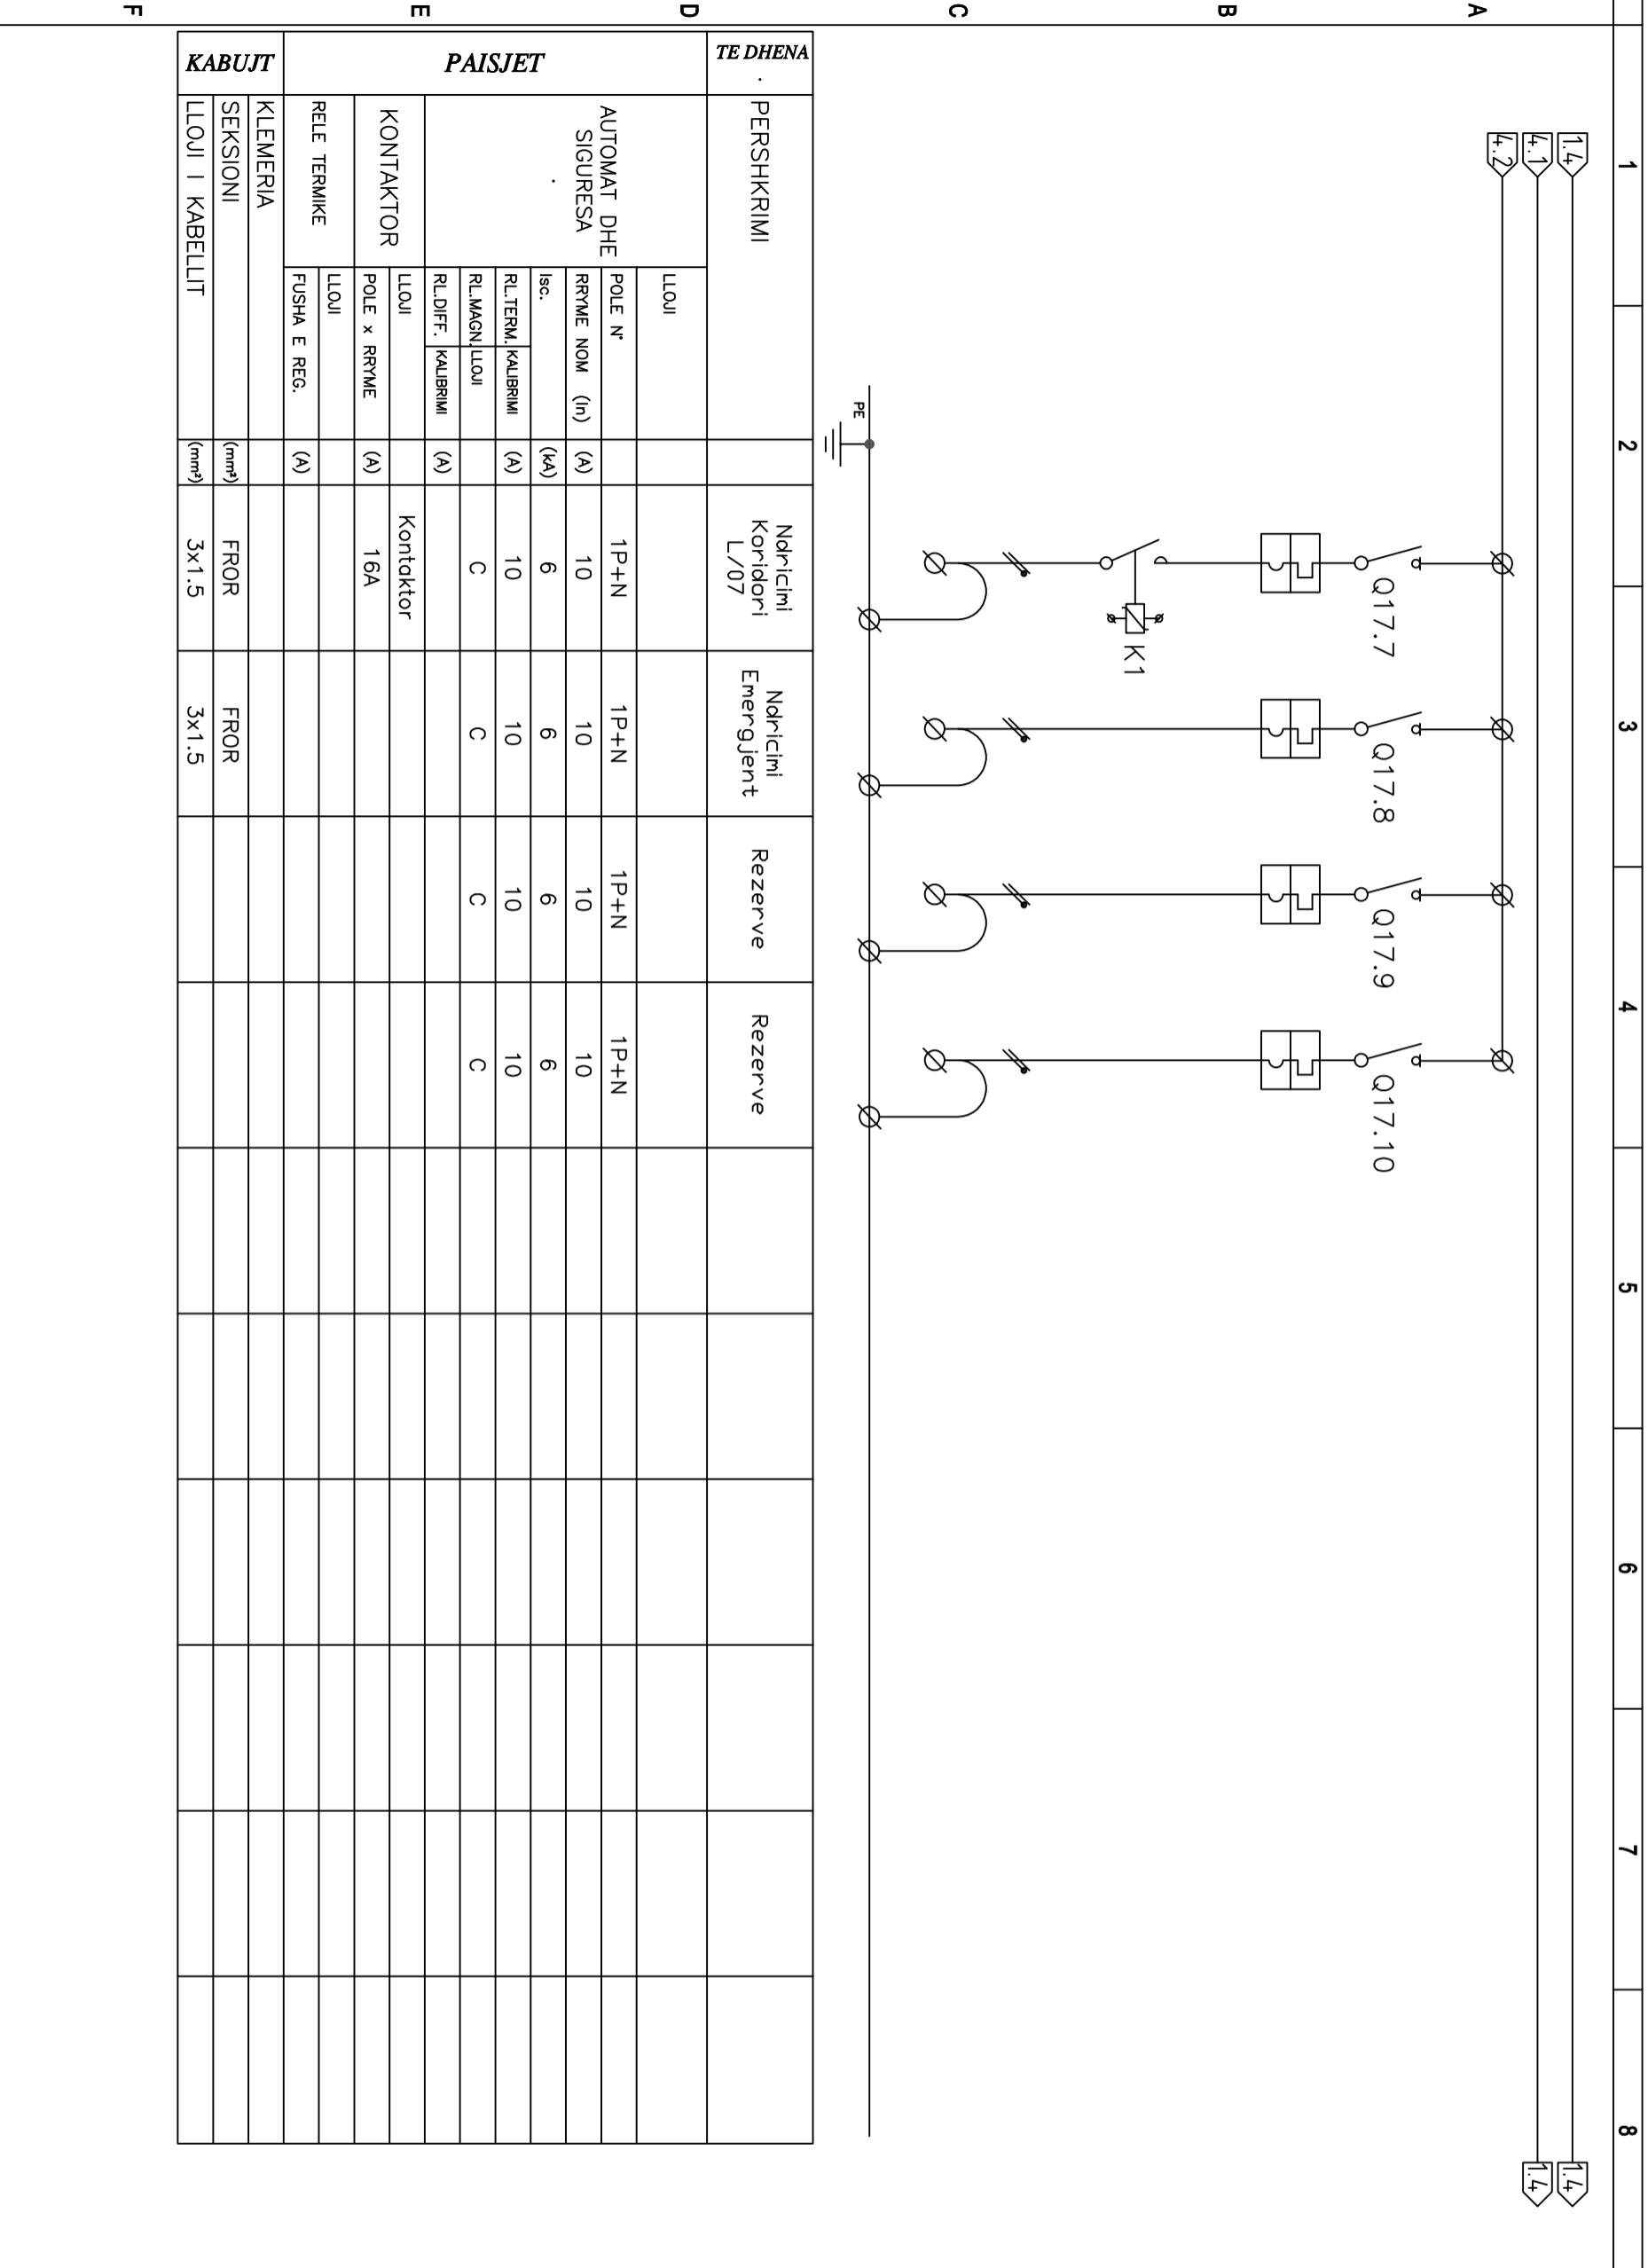 1 2 3 4 5 6 7 8
A
B
C
D
E
F
1.4
4.1
4.2
1.4
1.4
Q17.7
Q17.8
Q17.9
Q17.10
K1
PE
TE DHENA
PERSHKRIMI
Ndricimi
Koridori
L/07
Ndricimi
Emergjent
Rezerve
Rezerve
PAISJET
AUTOMAT DHE
SIGURESA
LLOJI
POLE N° 1P+N 1P+N 1P+N 1P+N
RRYME NOM (In) (A) 10 10 10 10
Isc. (kA) 6 6 6 6
RL.TERM. KALIBRIMI (A) 10 10 10 10
RL.MAGN. LLOJI C C C C
RL.DIFF. KALIBRIMI (A)
KONTAKTOR
LLOJI Kontaktor
POLE x RRYME (A) 16A
RELE TERMIKE
LLOJI
FUSHA E REG. (A)
KABUJT
KLEMERIA
SEKSIONI (mm²) FROR FROR
LLOJI I KABELLIT (mm²) 3x1.5 3x1.5